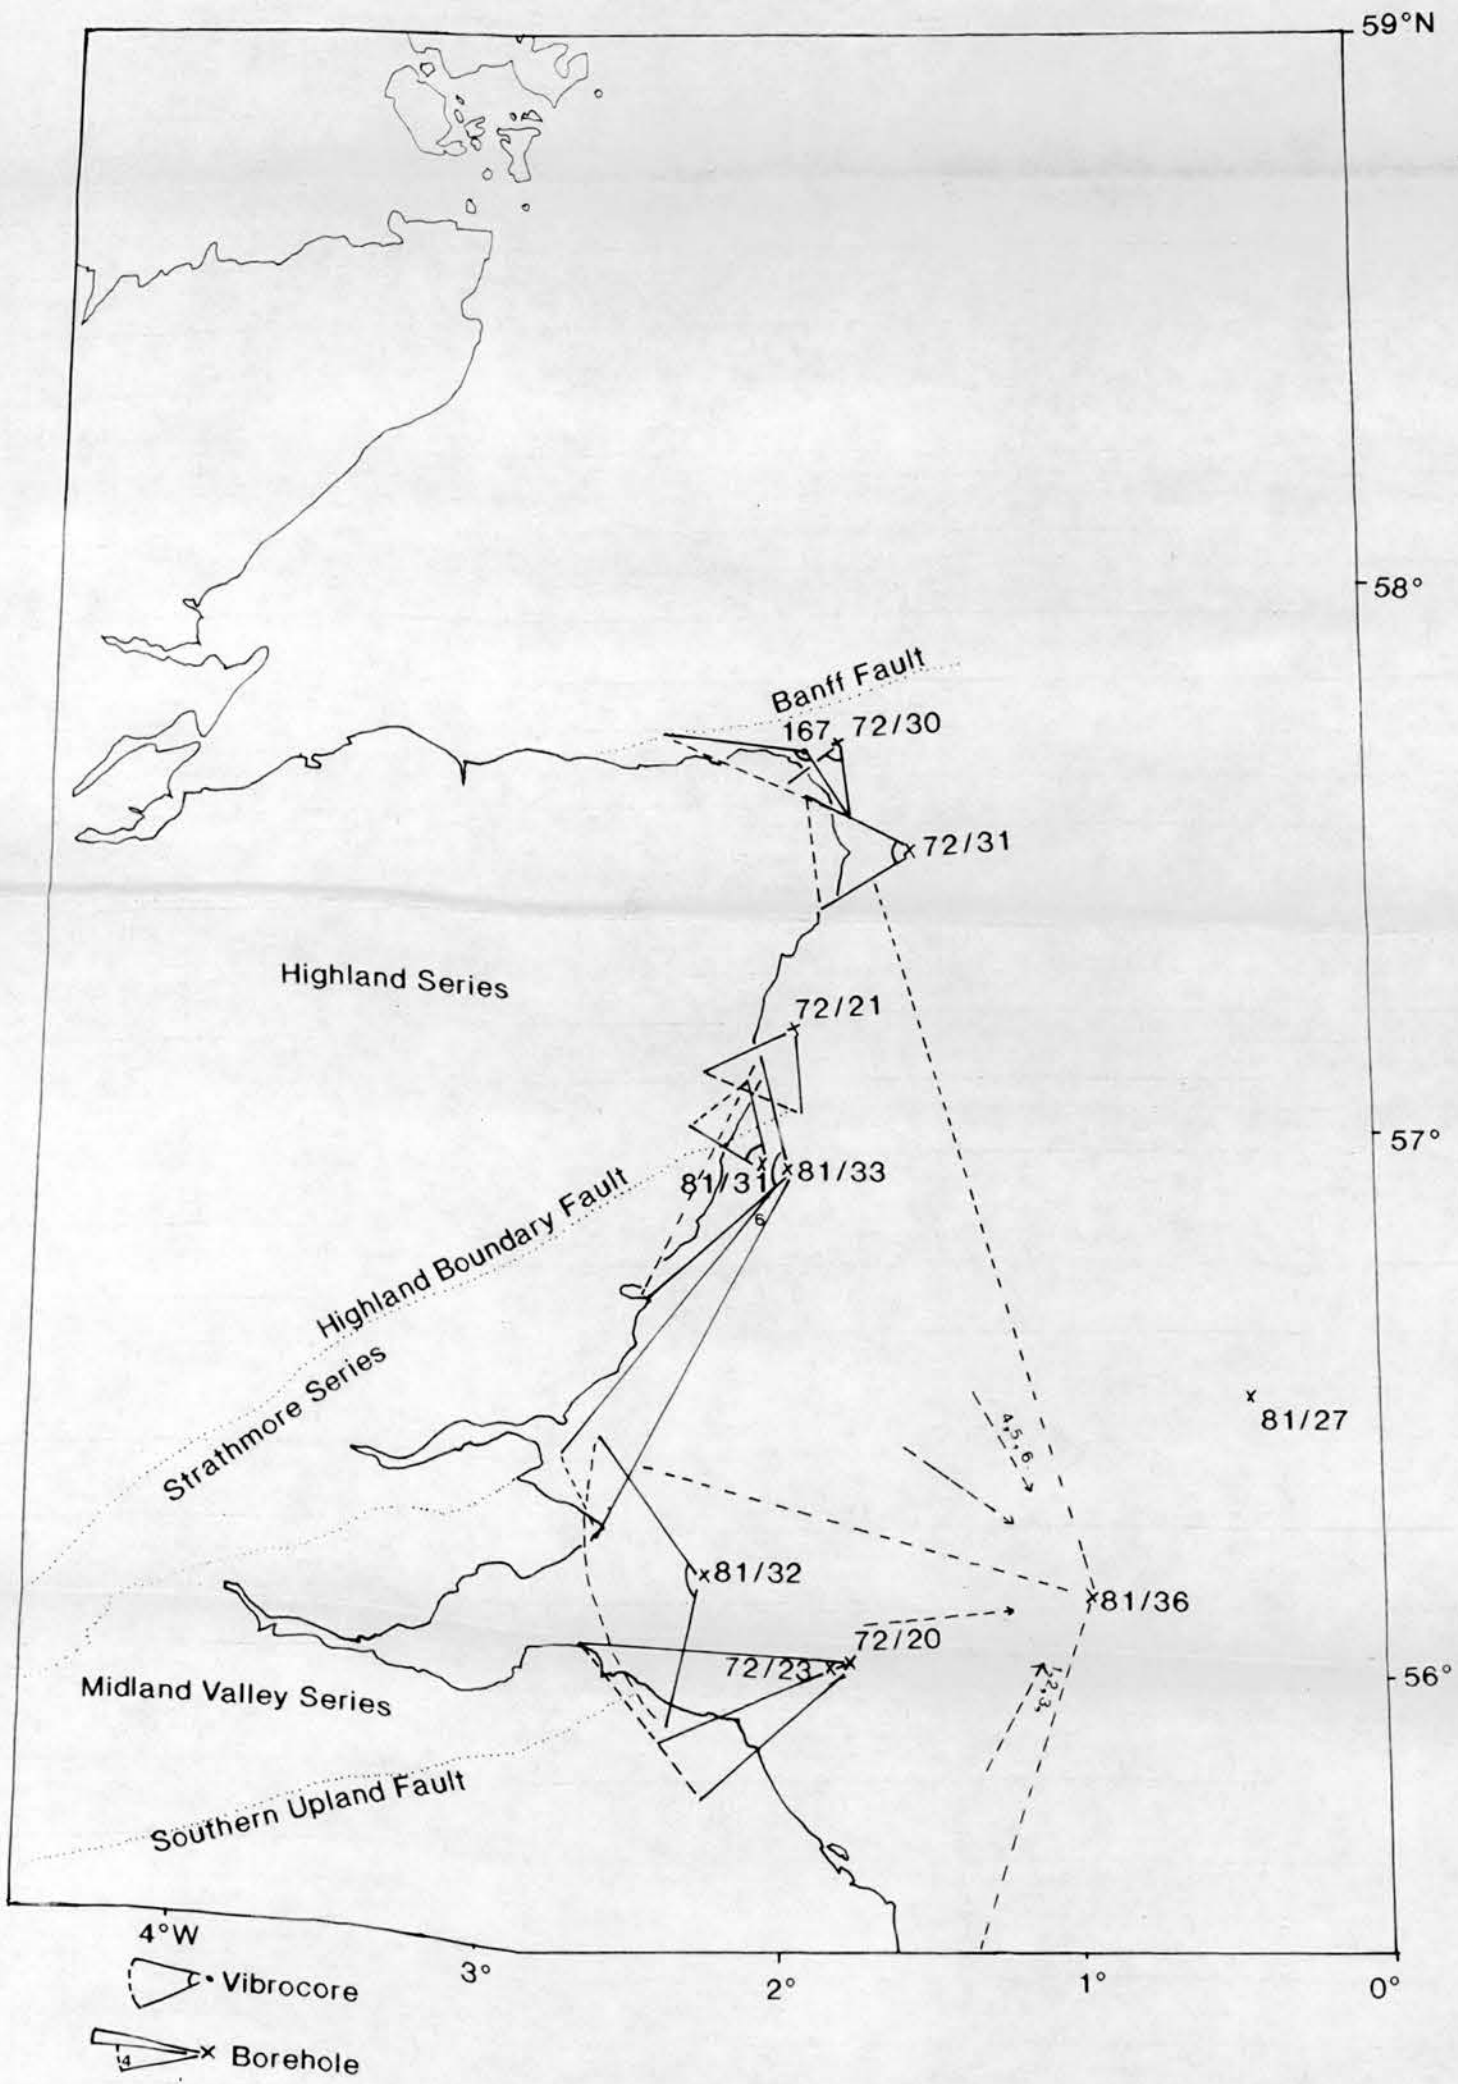 59°N
58°
Banff Fault
167 72/30
72/31
Highland Series
72/21
57°
81/31 81/33
6
Highland Boundary Fault
Strathmore Series
4,5,6
81/27
81/32
81/36
72/20
72/23
56°
1,2,3,
Midland Valley Series
Southern Upland Fault
4°W
3°
2°
1°
0°
Vibrocore
4
Borehole